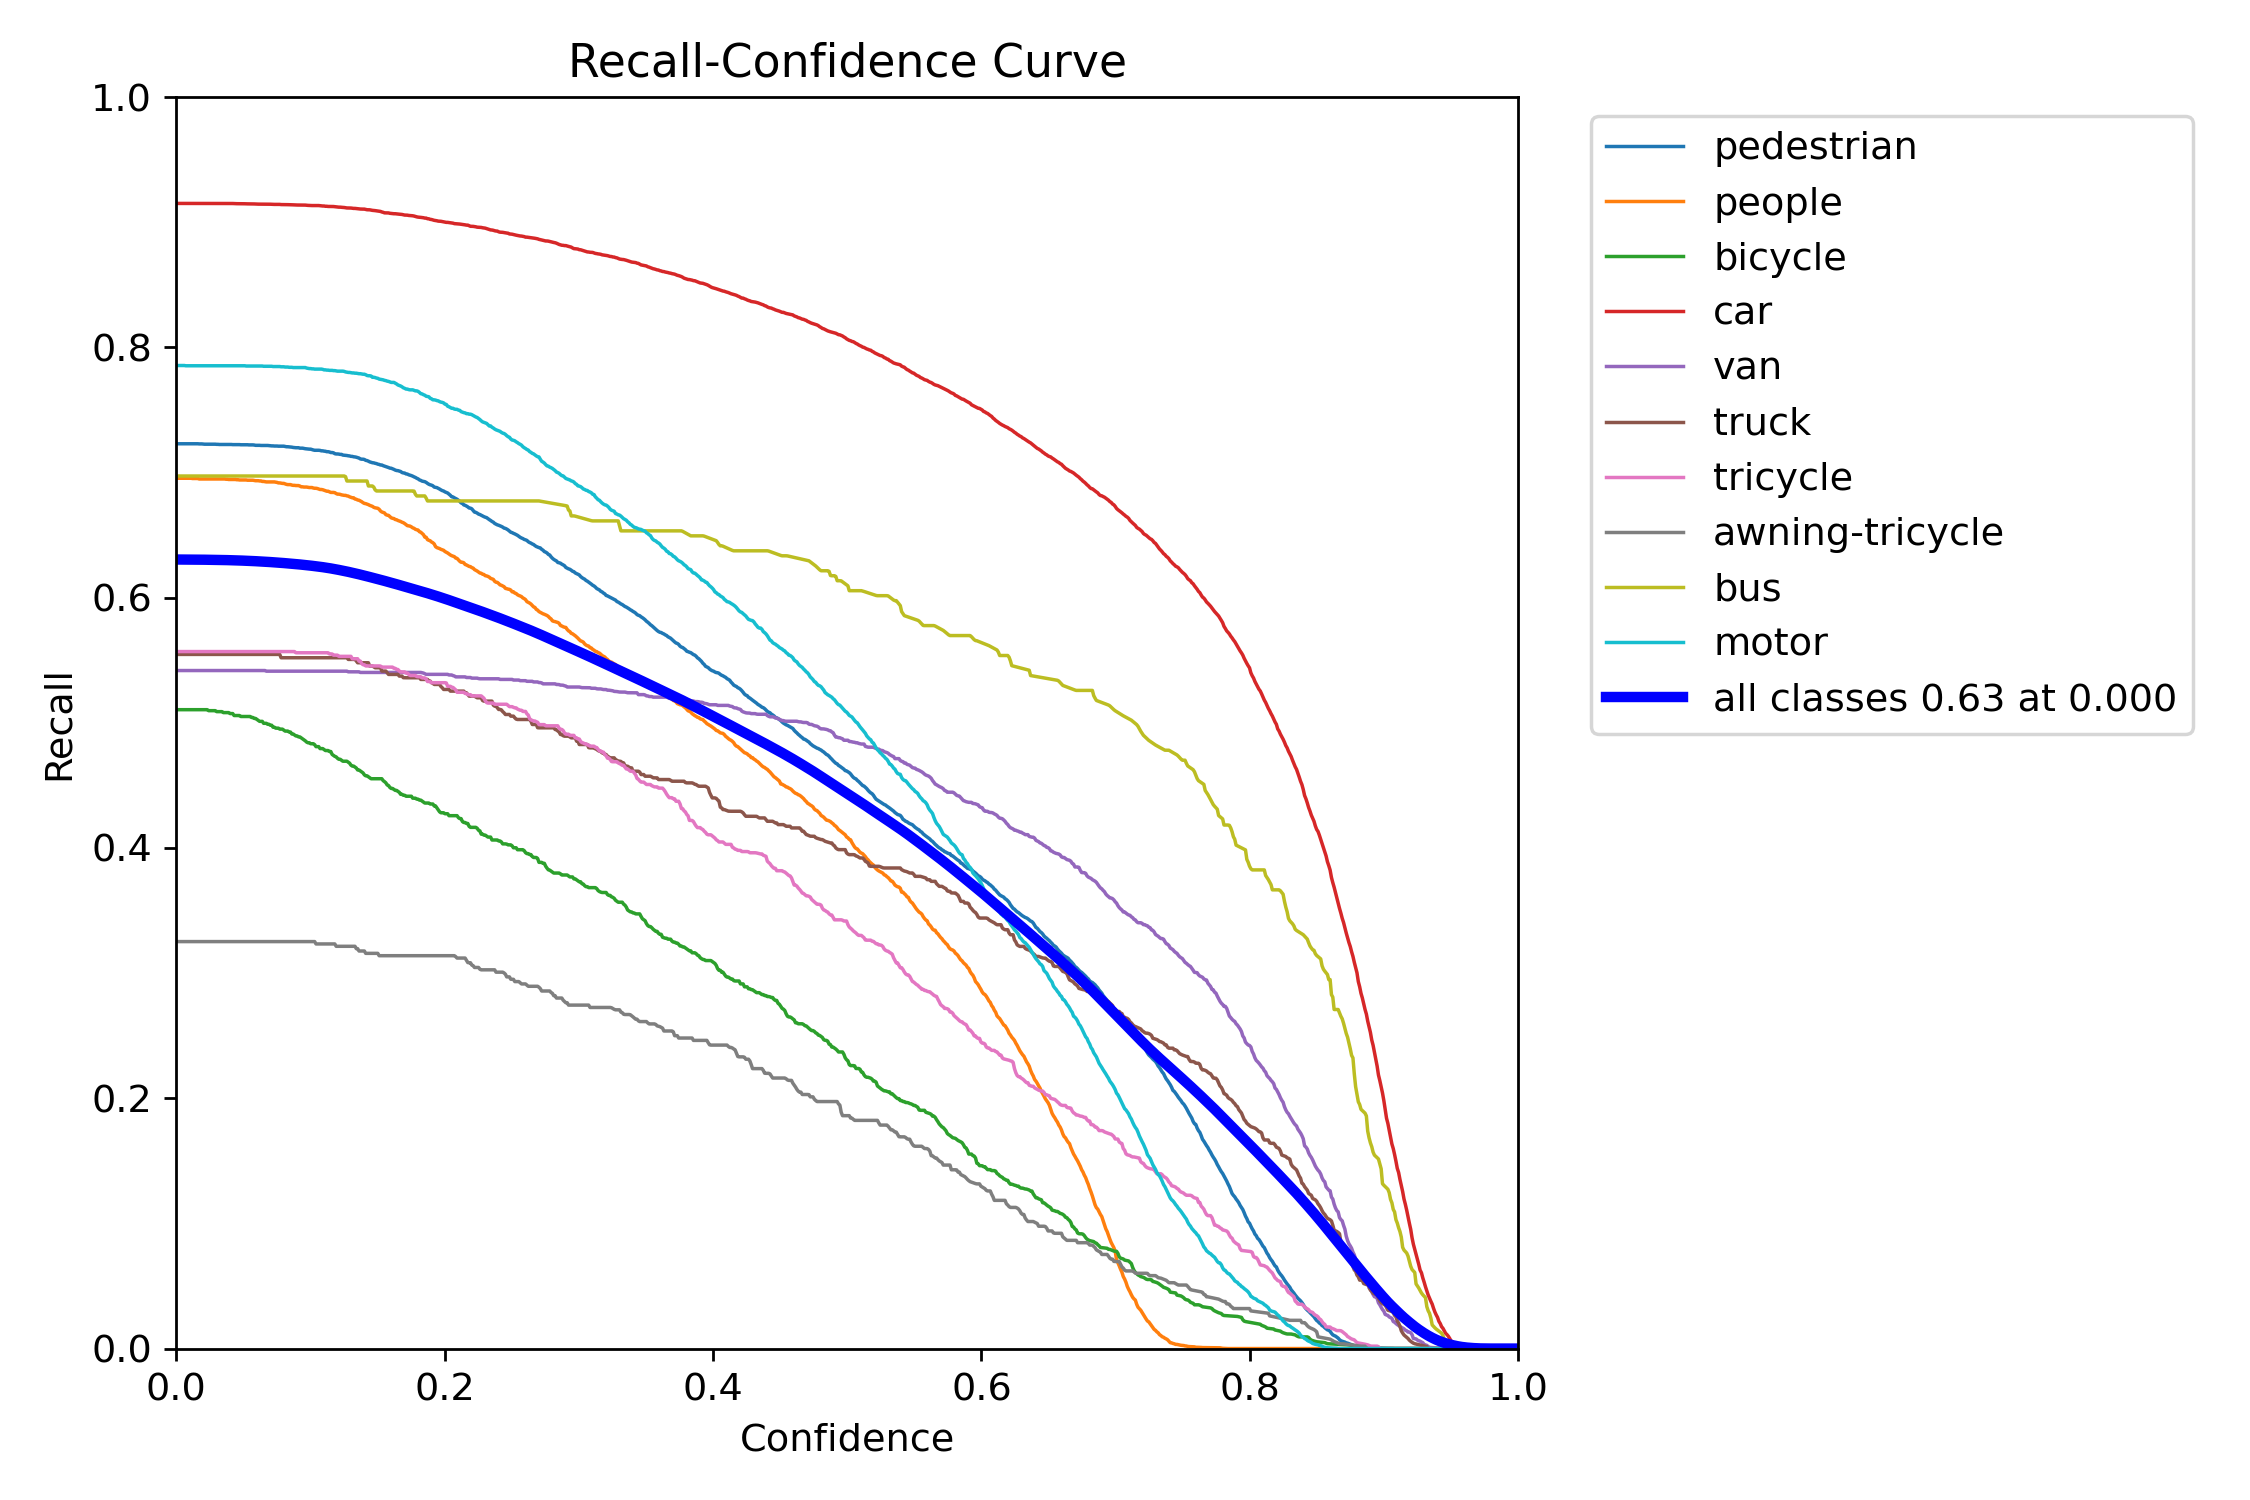 Recall-Confidence Curve
1.0
0.8
0.6
0.4
0.2
0.0
Recall
0.0 0.2 0.4 0.6 0.8 1.0
Confidence
pedestrian
people
bicycle
car
van
truck
tricycle
awning-tricycle
bus
motor
all classes 0.63 at 0.000